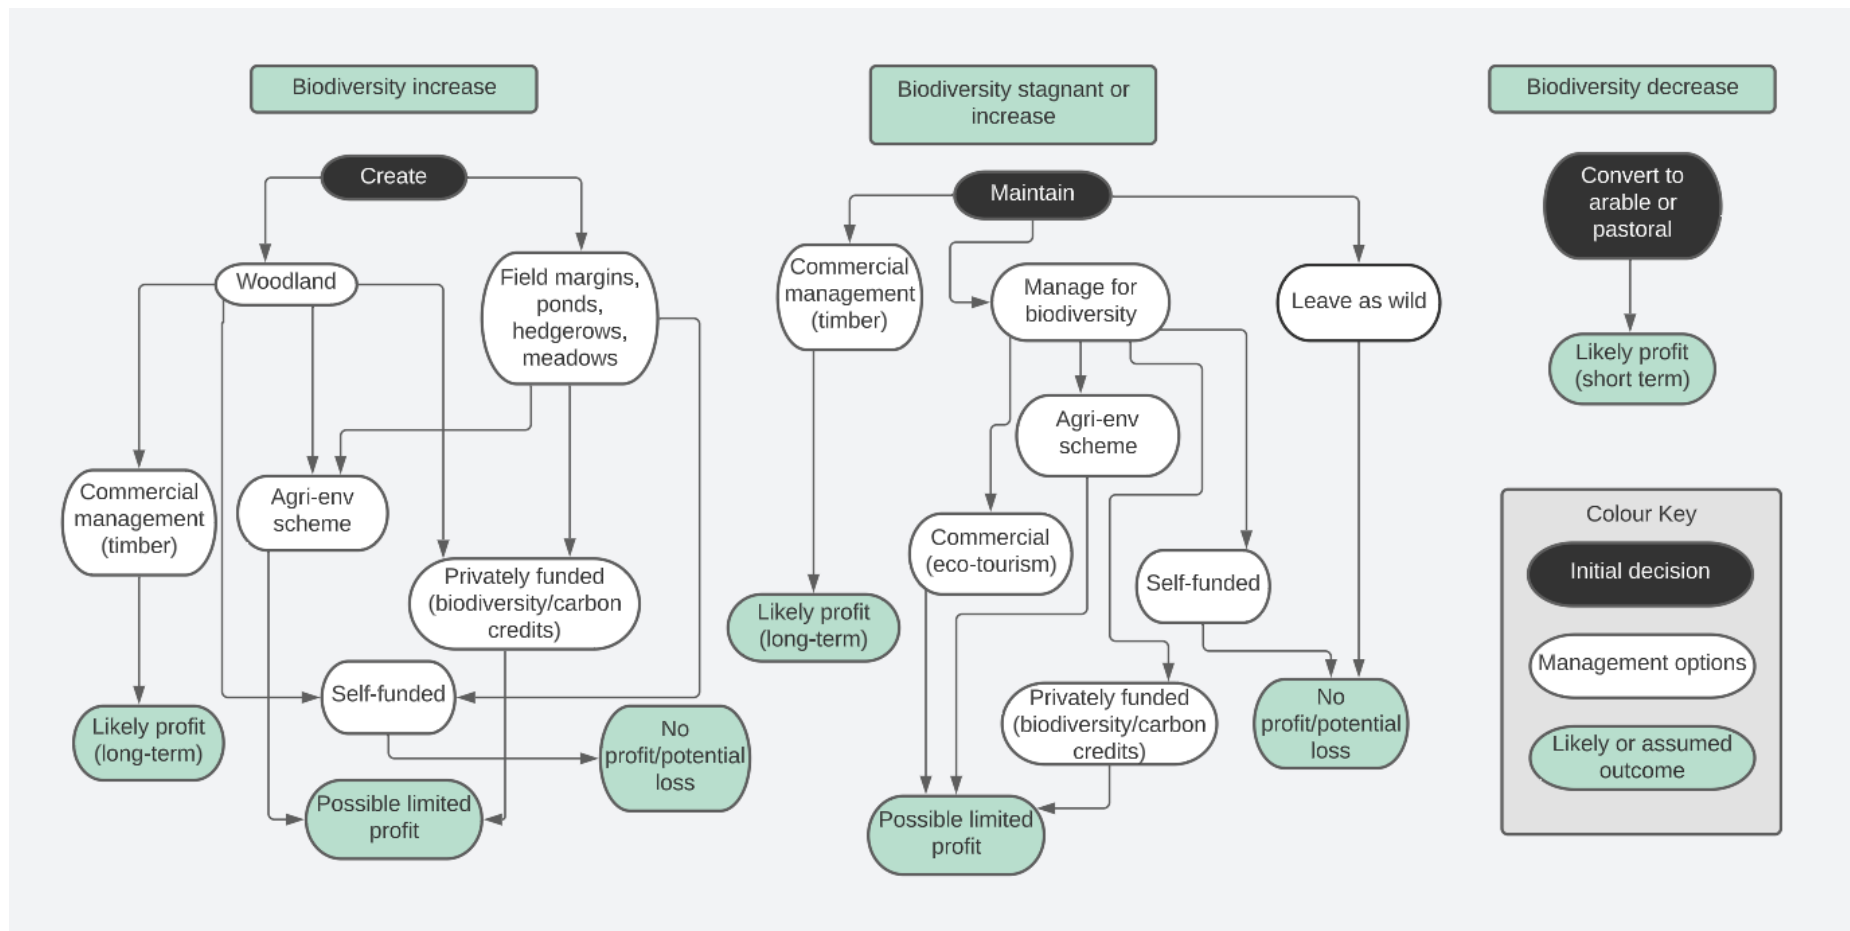 Biodiversity increase
Create
Woodland
Field margins,
ponds,
hedgerows,
meadows
Commercial
management
(timber)
Agri-env
scheme
Privately funded
(biodiversity/carbon
credits)
Self-funded
Likely profit
(long-term)
No
profit/potential
loss
Possible limited
profit
Biodiversity stagnant or
increase
Maintain
Commercial
management
(timber)
Manage for
biodiversity
Leave as wild
Agri-env
scheme
Commercial
(eco-tourism)
Self-funded
Likely profit
(long-term)
Privately funded
(biodiversity/carbon
credits)
No
profit/potential
loss
Possible limited
profit
Biodiversity decrease
Convert to
arable or
pastoral
Likely profit
(short term)
Colour Key
Initial decision
Management options
Likely or assumed
outcome